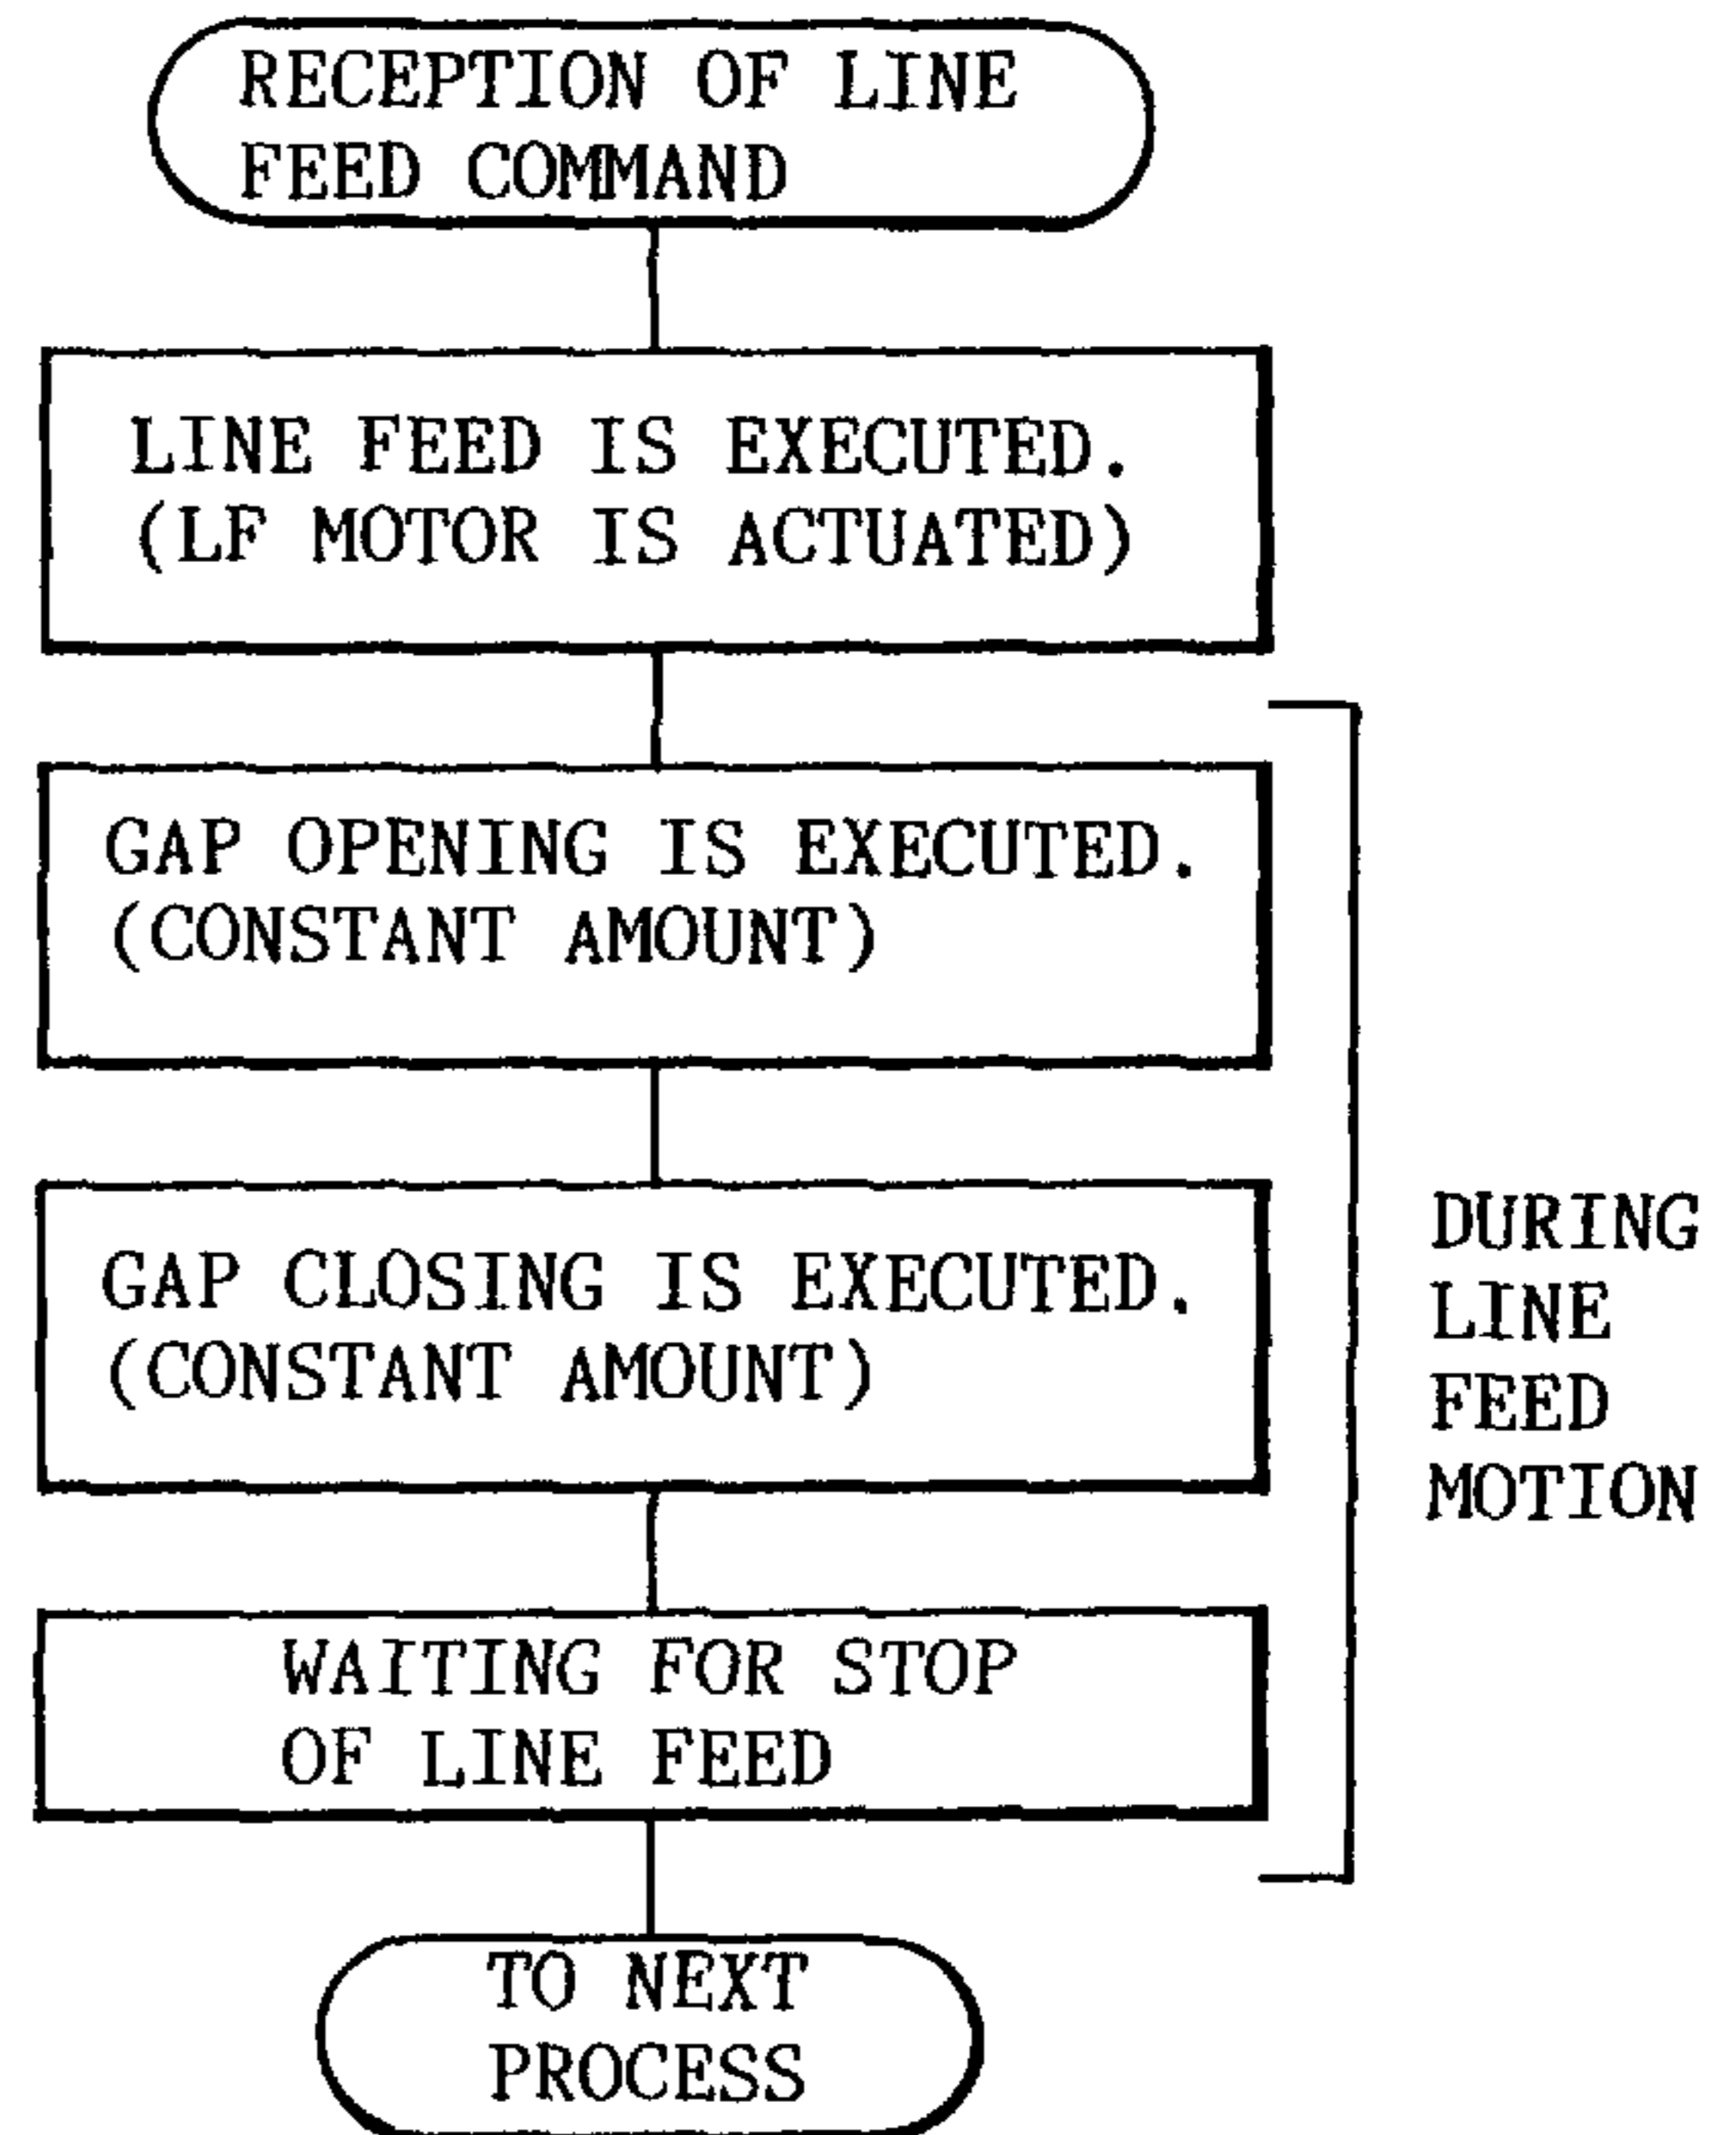 RECEPTION OF LINE
FEED COMMAND
LINE FEED IS EXECUTED.
(LF MOTOR IS ACTUATED)
GAP OPENING IS EXECUTED.
(CONSTANT AMOUNT)
GAP CLOSING IS EXECUTED.
(CONSTANT AMOUNT)
WAITING FOR STOP
OF LINE FEED
TO NEXT
PROCESS
DURING
LINE
FEED
MOTION